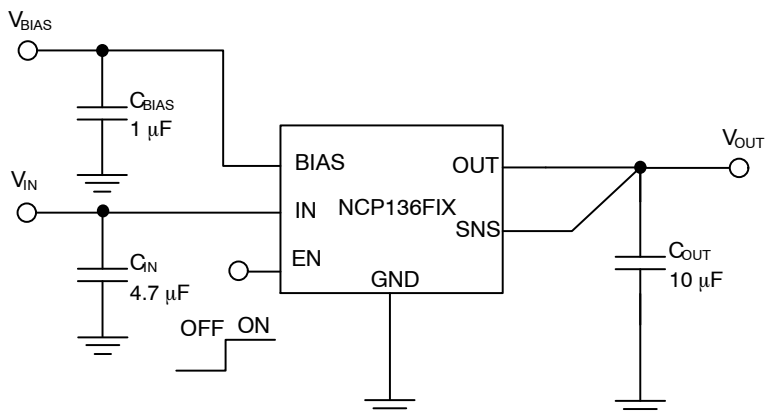 VBIAS
CBIAS
1 μF
VIN
CIN
4.7 μF
OFF ON
BIAS
IN
EN
NCP136FIX
GND
OUT
SNS
VOUT
COUT
10 μF